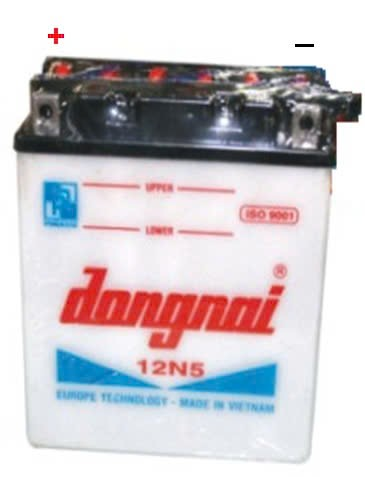 + −
UPPER
ISO 9001
LOWER
dongnai ®
12N5
EUROPE TECHNOLOGY - MADE IN VIETNAM